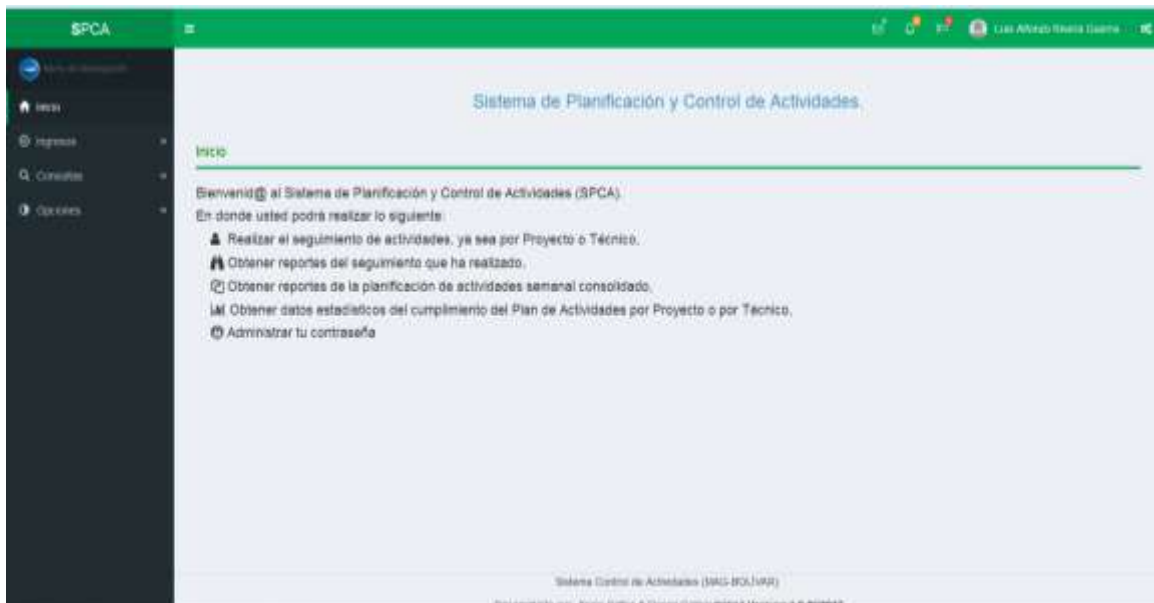 SPCA
Inicio
Ingresos
Consultas
Opciones
Sistema de Planificación y Control de Actividades.
Inicio
Bienvenid@ al Sistema de Planificación y Control de Actividades (SPCA).
En donde usted podrá realizar lo siguiente:
Realizar el seguimiento de actividades, ya sea por Proyecto o Técnico.
Obtener reportes del seguimiento que ha realizado.
Obtener reportes de la planificación de actividades semanal consolidado.
Obtener datos estadísticos del cumplimiento del Plan de Actividades por Proyecto o por Técnico.
Administrar tu contraseña
Sistema Control de Actividades (MAG-BOLÍVAR)